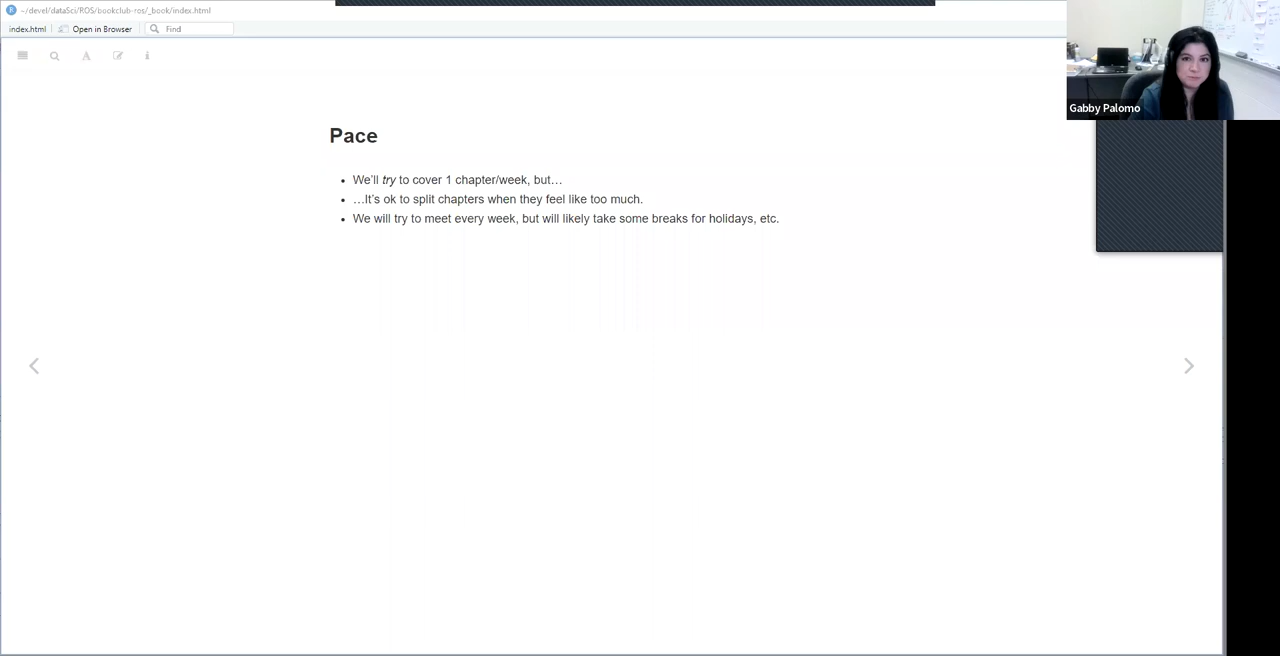 ~/devel/dataSci/ROS/bookclub-ros/_book/index.html
index.html Open in Browser Find
Gabby Palomo
Pace
We'll try to cover 1 chapter/week, but…
…It's ok to split chapters when they feel like too much.
We will try to meet every week, but will likely take some breaks for holidays, etc.